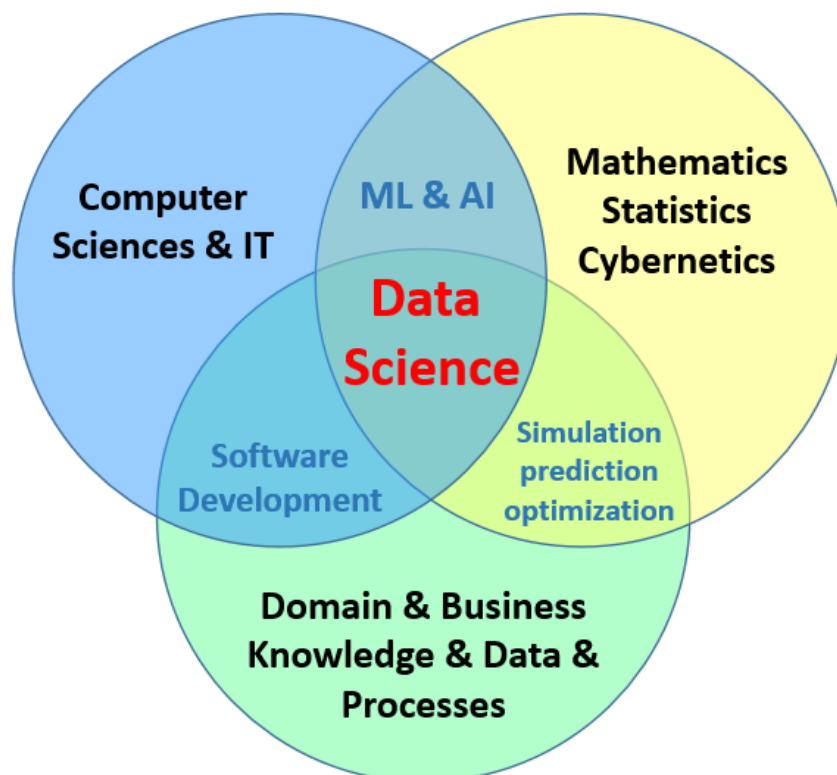 Computer
Sciences & IT
ML & AI
Mathematics
Statistics
Cybernetics
Data
Science
Software
Development
Simulation
prediction
optimization
Domain & Business
Knowledge & Data &
Processes